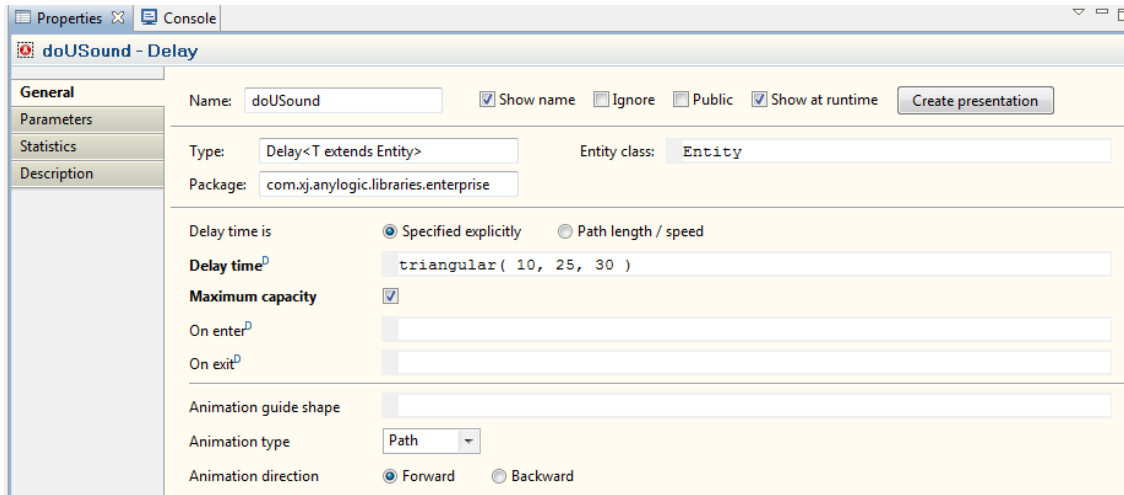 Properties Console
doUSound - Delay
General
Parameters
Statistics
Description
Name: doUSound Show name Ignore Public Show at runtime Create presentation
Type: Delay<T extends Entity> Entity class: Entity
Package: com.xj.anylogic.libraries.enterprise
Delay time is Specified explicitly Path length / speed
Delay timeD triangular( 10, 25, 30 )
Maximum capacity
On enterD
On exitD
Animation guide shape
Animation type Path
Animation direction Forward Backward